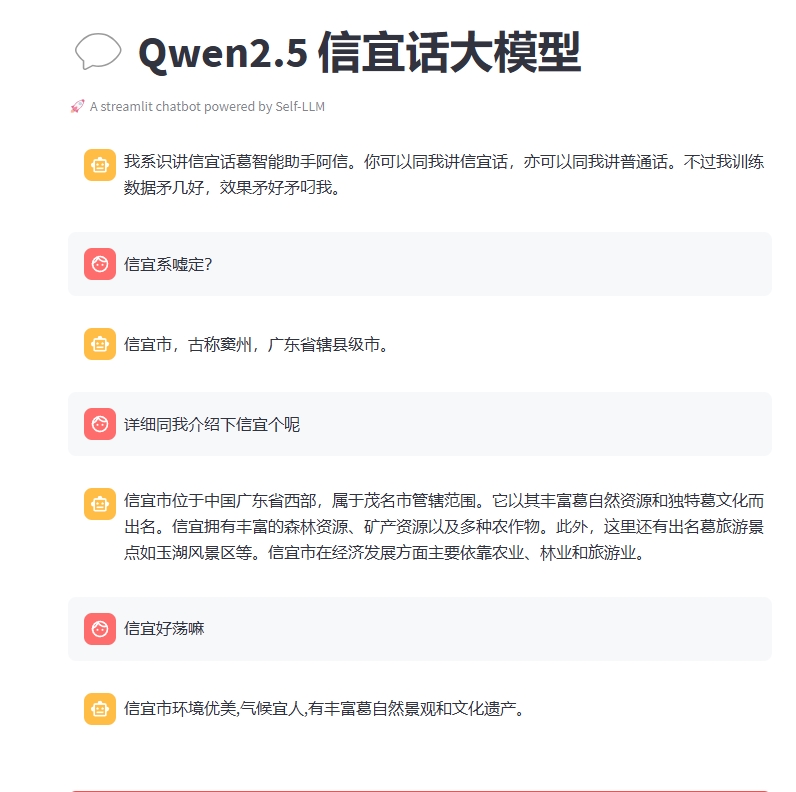 Qwen2.5 信宜话大模型
A streamlit chatbot powered by Self-LLM
我系识讲信宜话葛智能助手阿信。你可以同我讲信宜话，亦可以同我讲普通话。不过我训练
数据矛几好，效果矛好矛叼我。
信宜系嘘定?
信宜市，古称窦州，广东省辖县级市。
详细同我介绍下信宜个呢
信宜市位于中国广东省西部，属于茂名市管辖范围。它以其丰富葛自然资源和独特葛文化而
出名。信宜拥有丰富的森林资源、矿产资源以及多种农作物。此外，这里还有出名葛旅游景
点如玉湖风景区等。信宜市在经济发展方面主要依靠农业、林业和旅游业。
信宜好荡嘛
信宜市环境优美,气候宜人,有丰富葛自然景观和文化遗产。